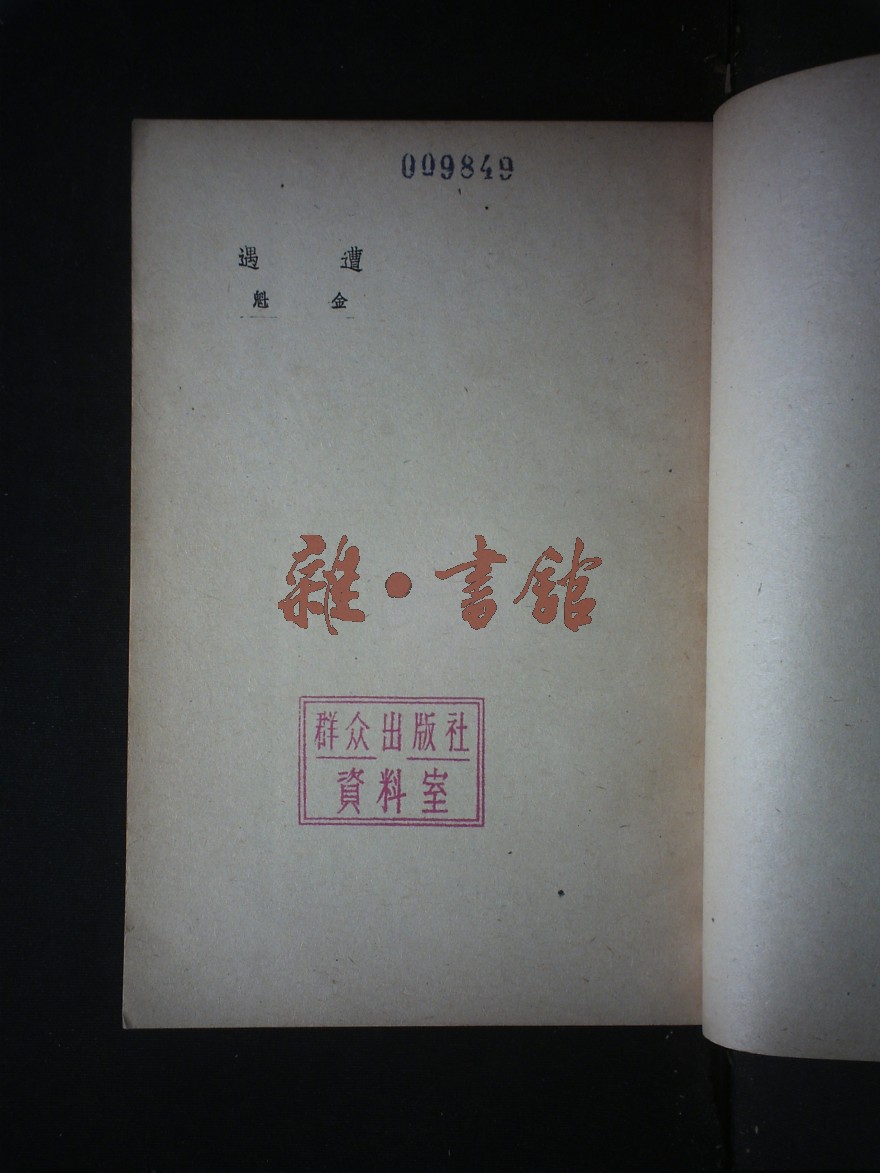 009849
遭遇
金魁
雜·書館
群众出版社
資料室